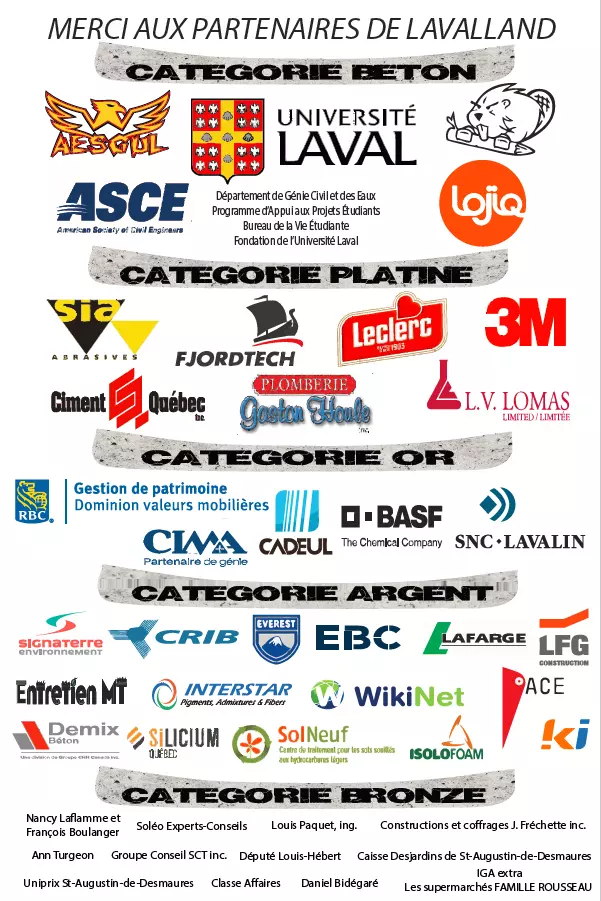 MERCI AUX PARTENAIRES DE LAVALLAND
CATEGORIE BETON
AESGUL
UNIVERSITÉ
LAVAL
ASCE
American Society of Civil Engineers
Département de Génie Civil et des Eaux
Programme d'Appui aux Projets Étudiants
Bureau de la Vie Étudiante
Fondation de l'Université Laval
LOJIQ
CATEGORIE PLATINE
sia
ABRASIVES
FJORDTECH
Leclerc
SINCE 1905
3M
Ciment Québec
Inc.
PLOMBERIE
Gaston Houle
inc.
L.V. LOMAS
LIMITED / LIMITÉE
CATEGORIE OR
RBC
Gestion de patrimoine
Dominion valeurs mobilières
CIMA
Partenaire de génie
CADEUL
BASF
The Chemical Company
SNC · LAVALIN
CATEGORIE ARGENT
signaterre
environnement
CRIB
EVEREST
EBC
LAFARGE
LFG
CONSTRUCTION
Entretien MT
INTERSTAR
Pigments, Admixtures & Fibers
WikiNet
PACE
Demix
Béton
SiLICIUM
QUÉBEC
SolNeuf
Centre de traitement pour les sols souillés
aux hydrocarbures légers
ISOLOFOAM
ki
CATEGORIE BRONZE
Nancy Laflamme et
François Boulanger
Soléo Experts-Conseils
Louis Paquet, ing.
Constructions et coffrages J. Fréchette inc.
Ann Turgeon
Groupe Conseil SCT inc.
Député Louis-Hébert
Caisse Desjardins de St-Augustin-de-Desmaures
Uniprix St-Augustin-de-Desmaures
Classe Affaires
Daniel Bidégaré
IGA extra
Les supermarchés FAMILLE ROUSSEAU